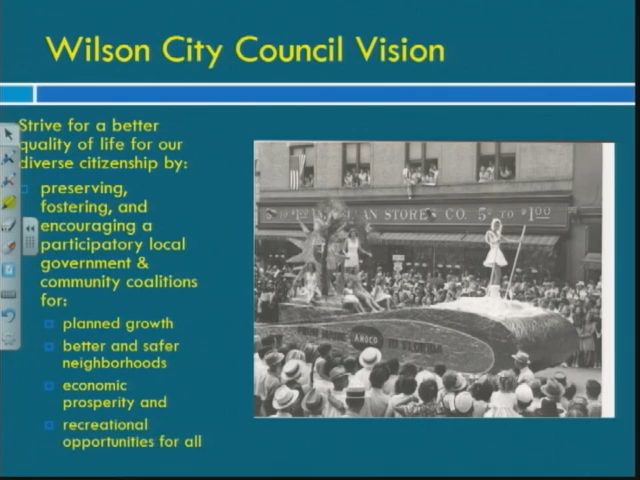 Wilson City Council Vision
Strive for a better
quality of life for our
diverse citizenship by:
preserving,
fostering, and
encouraging a
participatory local
government &
community coalitions
for:
planned growth
better and safer
neighborhoods
economic
prosperity and
recreational
opportunities for all
STORES CO. 5¢ TO $1.00
AMOCO